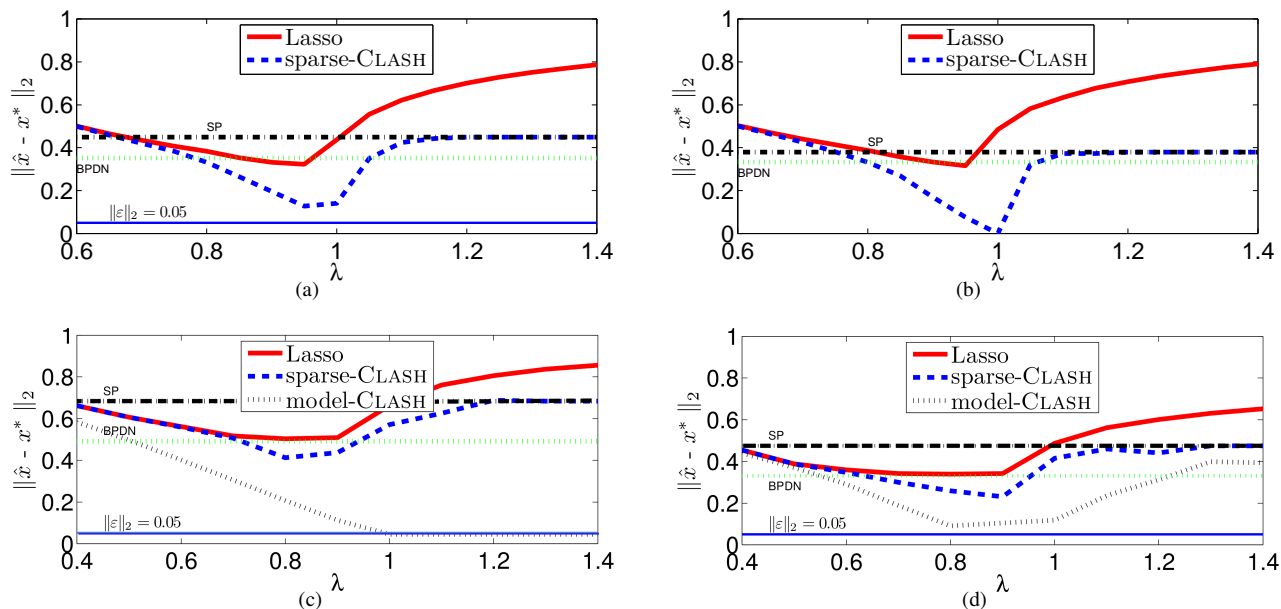 1
0.8
0.6
0.4
0.2
0
‖x̂ - x* ‖₂
Lasso
sparse-CLASH
SP
BPDN
‖ε‖₂ = 0.05
0.6 0.8 1 1.2 1.4
λ
(a)
1
0.8
0.6
0.4
0.2
0
‖x̂ - x* ‖₂
Lasso
sparse-CLASH
SP
BPDN
0.6 0.8 1 1.2 1.4
λ
(b)
1
0.8
0.6
0.4
0.2
0
‖x̂ - x* ‖₂
Lasso
sparse-CLASH
model-CLASH
SP
BPDN
‖ε‖₂ = 0.05
0.4 0.6 0.8 1 1.2 1.4
λ
(c)
1
0.8
0.6
0.4
0.2
0
‖x̂ - x* ‖₂
Lasso
sparse-CLASH
model-CLASH
SP
BPDN
‖ε‖₂ = 0.05
0.4 0.6 0.8 1 1.2 1.4
λ
(d)